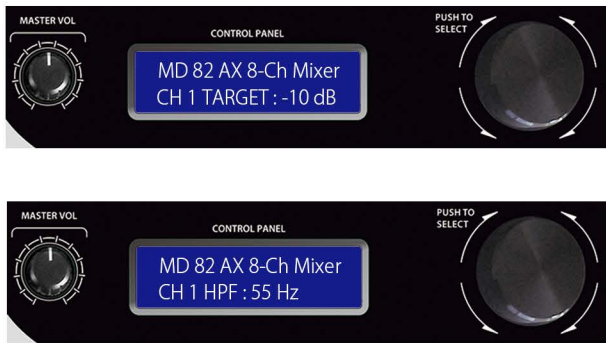 MASTER VOL
CONTROL PANEL
PUSH TO
SELECT
MD 82 AX 8-Ch Mixer
CH 1 TARGET : -10 dB
MASTER VOL
CONTROL PANEL
PUSH TO
SELECT
MD 82 AX 8-Ch Mixer
CH 1 HPF : 55 Hz